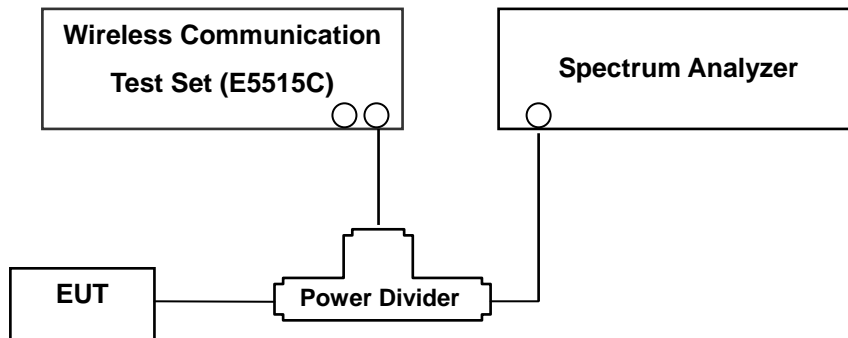 Wireless Communication
Test Set (E5515C)
Spectrum Analyzer
EUT
Power Divider